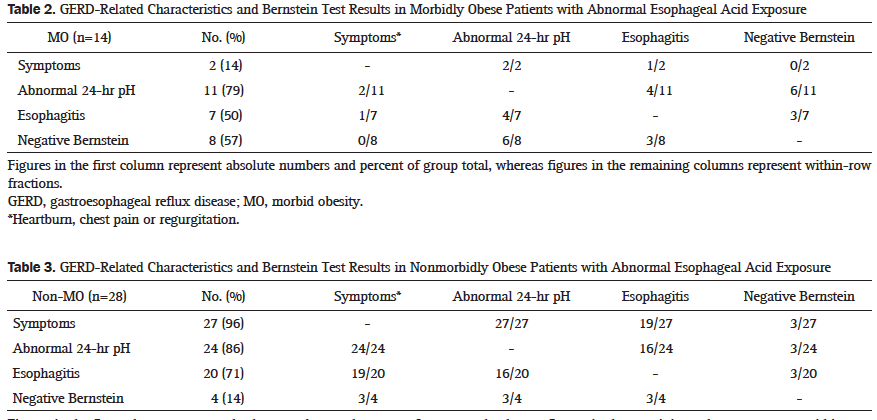 Table 2. GERD-Related Characteristics and Bernstein Test Results in Morbidly Obese Patients with Abnormal Esophageal Acid Exposure
MO (n=14) No. (%) Symptoms* Abnormal 24-hr pH Esophagitis Negative Bernstein
Symptoms 2 (14) - 2/2 1/2 0/2
Abnormal 24-hr pH 11 (79) 2/11 - 4/11 6/11
Esophagitis 7 (50) 1/7 4/7 - 3/7
Negative Bernstein 8 (57) 0/8 6/8 3/8 -
Figures in the first column represent absolute numbers and percent of group total, whereas figures in the remaining columns represent within-row
fractions.
GERD, gastroesophageal reflux disease; MO, morbid obesity.
*Heartburn, chest pain or regurgitation.
Table 3. GERD-Related Characteristics and Bernstein Test Results in Nonmorbidly Obese Patients with Abnormal Esophageal Acid Exposure
Non-MO (n=28) No. (%) Symptoms* Abnormal 24-hr pH Esophagitis Negative Bernstein
Symptoms 27 (96) - 27/27 19/27 3/27
Abnormal 24-hr pH 24 (86) 24/24 - 16/24 3/24
Esophagitis 20 (71) 19/20 16/20 - 3/20
Negative Bernstein 4 (14) 3/4 3/4 3/4 -